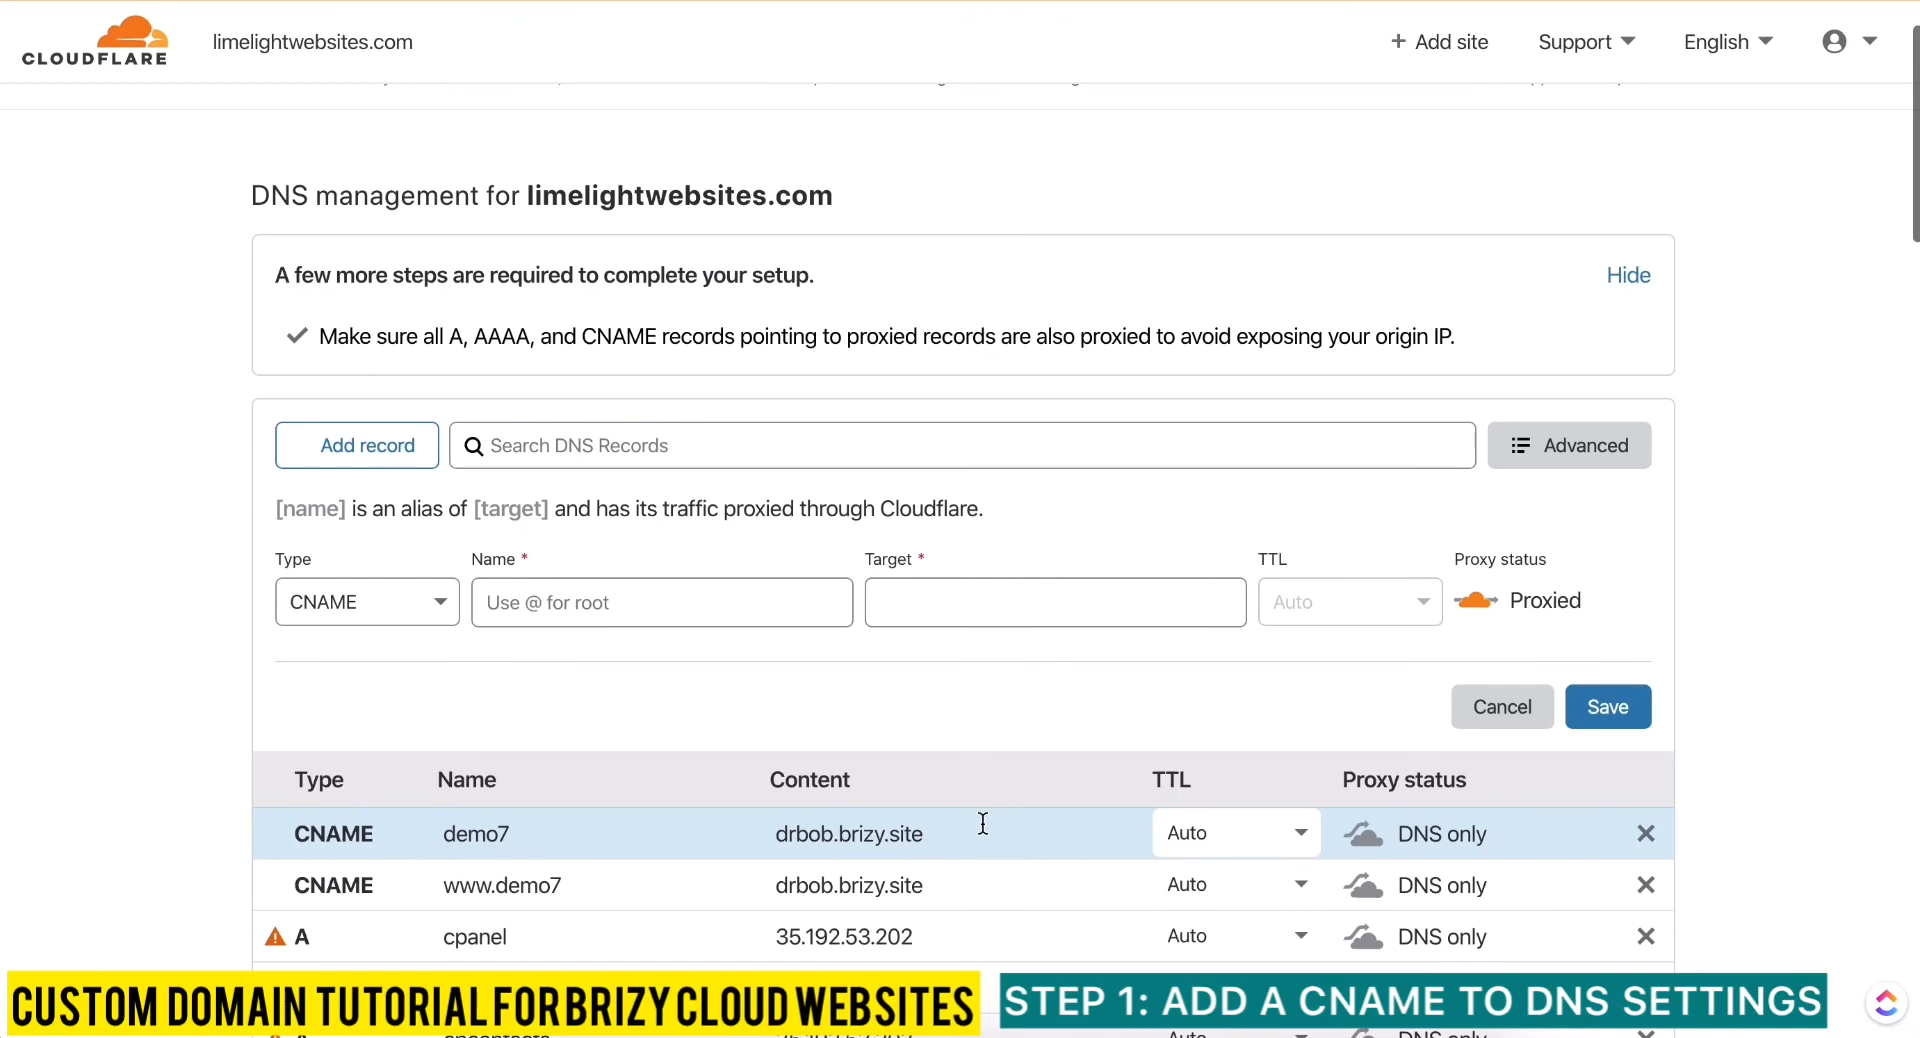 CLOUDFLARE
limelightwebsites.com
+ Add site
Support
English
DNS management for limelightwebsites.com
A few more steps are required to complete your setup.
Hide
Make sure all A, AAAA, and CNAME records pointing to proxied records are also proxied to avoid exposing your origin IP.
Add record
Search DNS Records
Advanced
[name] is an alias of [target] and has its traffic proxied through Cloudflare.
Type
Name *
Target *
TTL
Proxy status
CNAME
Use @ for root
Auto
Proxied
Cancel
Save
Type Name Content TTL Proxy status
CNAME demo7 drbob.brizy.site Auto DNS only
CNAME www.demo7 drbob.brizy.site Auto DNS only
A cpanel 35.192.53.202 Auto DNS only
CUSTOM DOMAIN TUTORIAL FOR BRIZY CLOUD WEBSITES
STEP 1: ADD A CNAME TO DNS SETTINGS